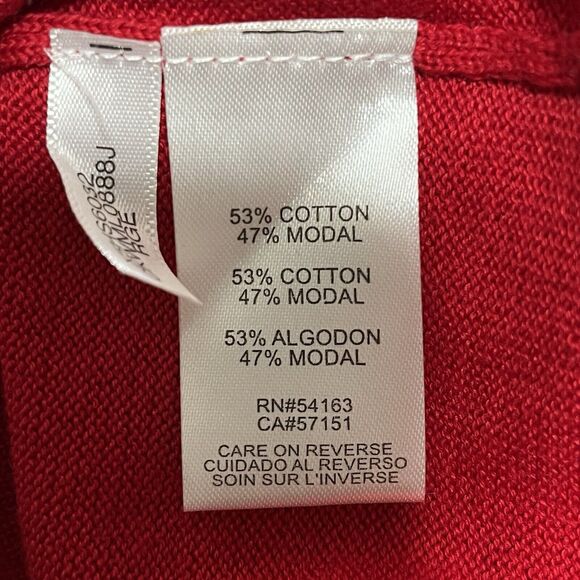 53% COTTON
47% MODAL
53% COTTON
47% MODAL
53% ALGODON
47% MODAL
RN#54163
CA#57151
CARE ON REVERSE
CUIDADO AL REVERSO
SOIN SUR L'INVERSE